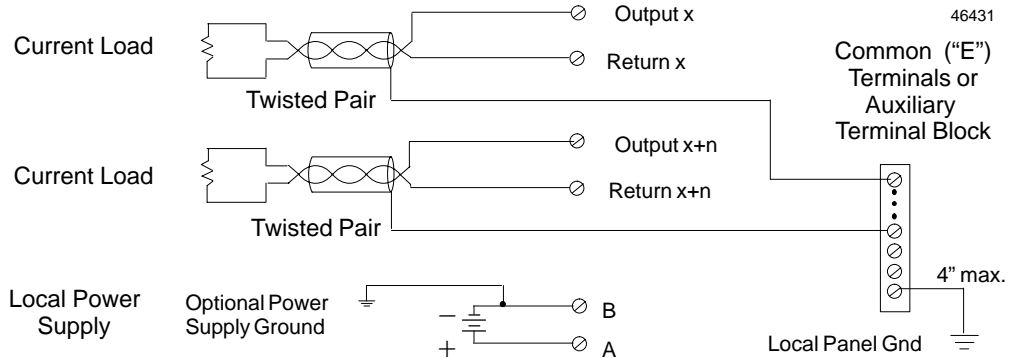 Output x
46431
Current Load
Return x
Common ("E")
Terminals or
Auxiliary
Terminal Block
Twisted Pair
Output x+n
Current Load
Return x+n
Twisted Pair
4” max.
Local Power
Supply
Optional Power
Supply Ground
–
B
+
A
Local Panel Gnd